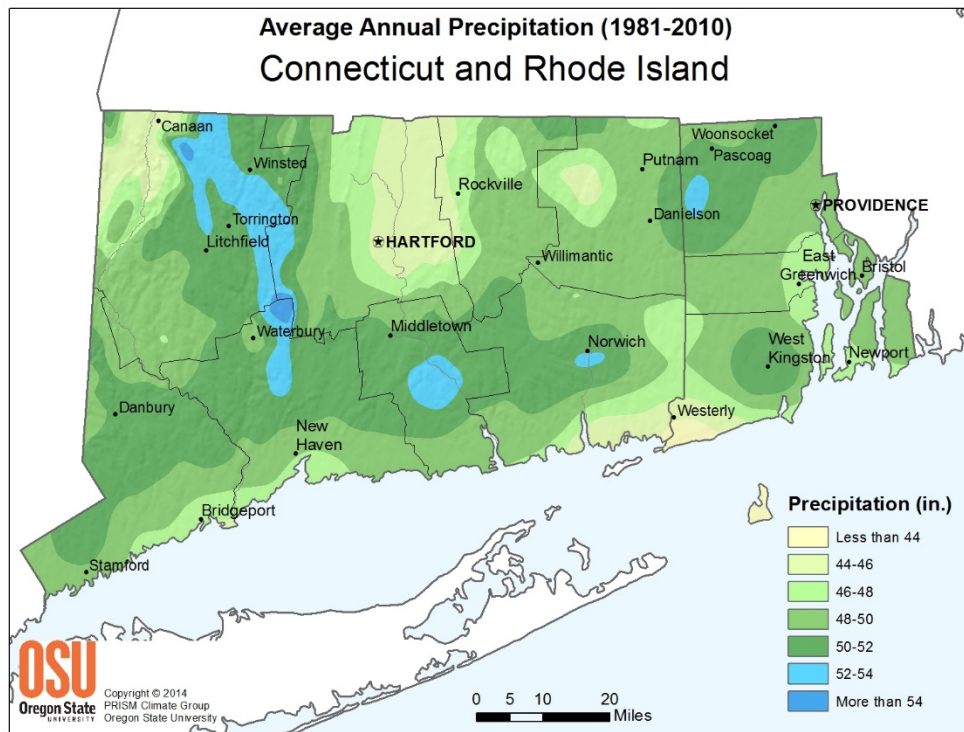 Average Annual Precipitation (1981-2010)
Connecticut and Rhode Island
Canaan
Winsted
Torrington
Litchfield
Rockville
HARTFORD
Putnam
Danielson
Willimantic
Woonsocket
Pascoag
PROVIDENCE
East
Greenwich
Bristol
Waterbury
Middletown
Norwich
West
Kingston
Newport
Danbury
New
Haven
Westerly
Bridgeport
Stamford
Precipitation (in.)
Less than 44
44-46
46-48
48-50
50-52
52-54
More than 54
OSU
Oregon State
UNIVERSITY
Copyright © 2014
PRISM Climate Group
Oregon State University
0 5 10 20
Miles